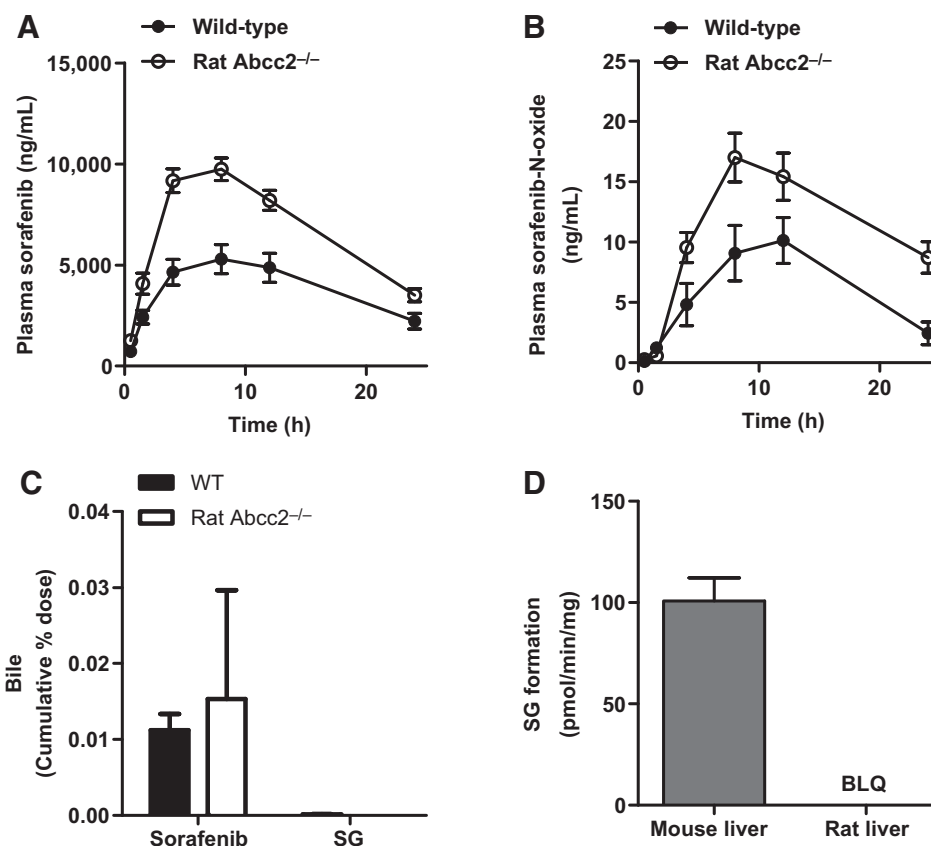 A
Wild-type
Rat Abcc2–/–
Plasma sorafenib (ng/mL)
15,000
10,000
5,000
0
0 10 20
Time (h)
B
Wild-type
Rat Abcc2–/–
Plasma sorafenib-N-oxide
(ng/mL)
25
20
15
10
5
0
0 10 20
Time (h)
C
WT
Rat Abcc2–/–
Bile
(Cumulative % dose)
0.04
0.03
0.02
0.01
0.00
Sorafenib SG
D
SG formation
(pmol/min/mg)
150
100
50
0
BLQ
Mouse liver Rat liver